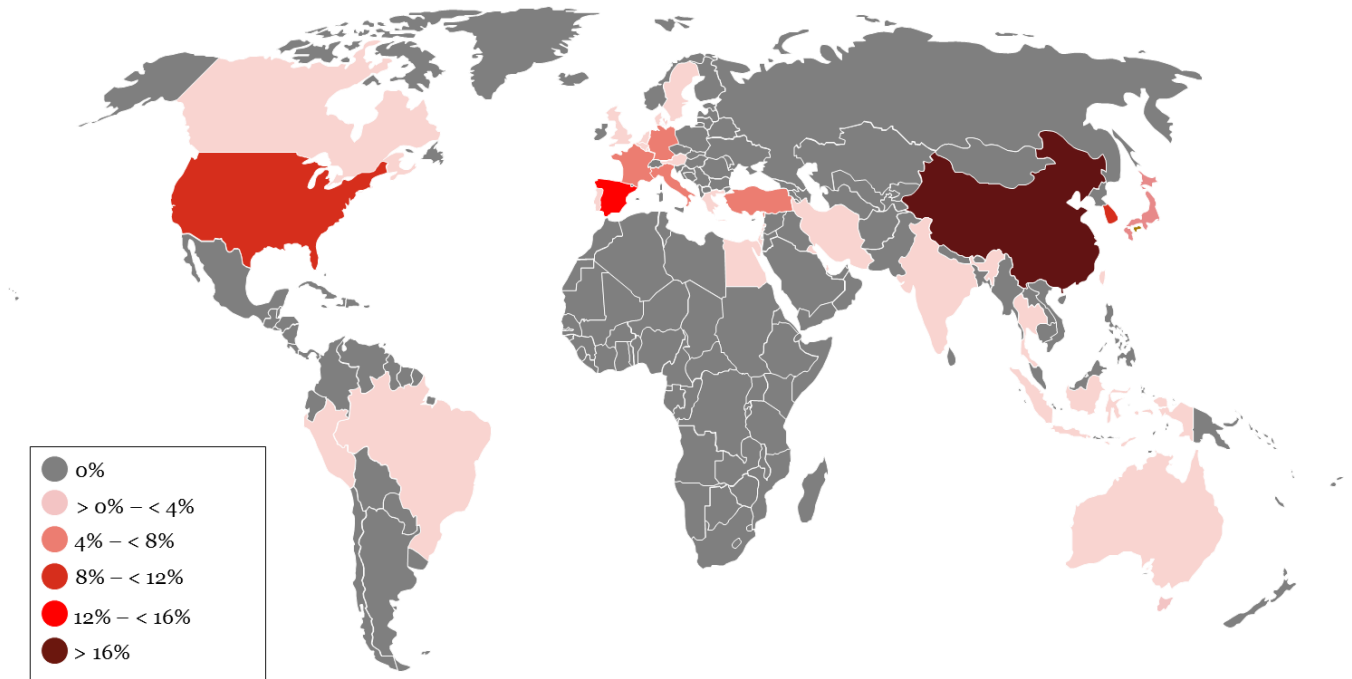 0%
> 0% – < 4%
4% – < 8%
8% – < 12%
12% – < 16%
> 16%